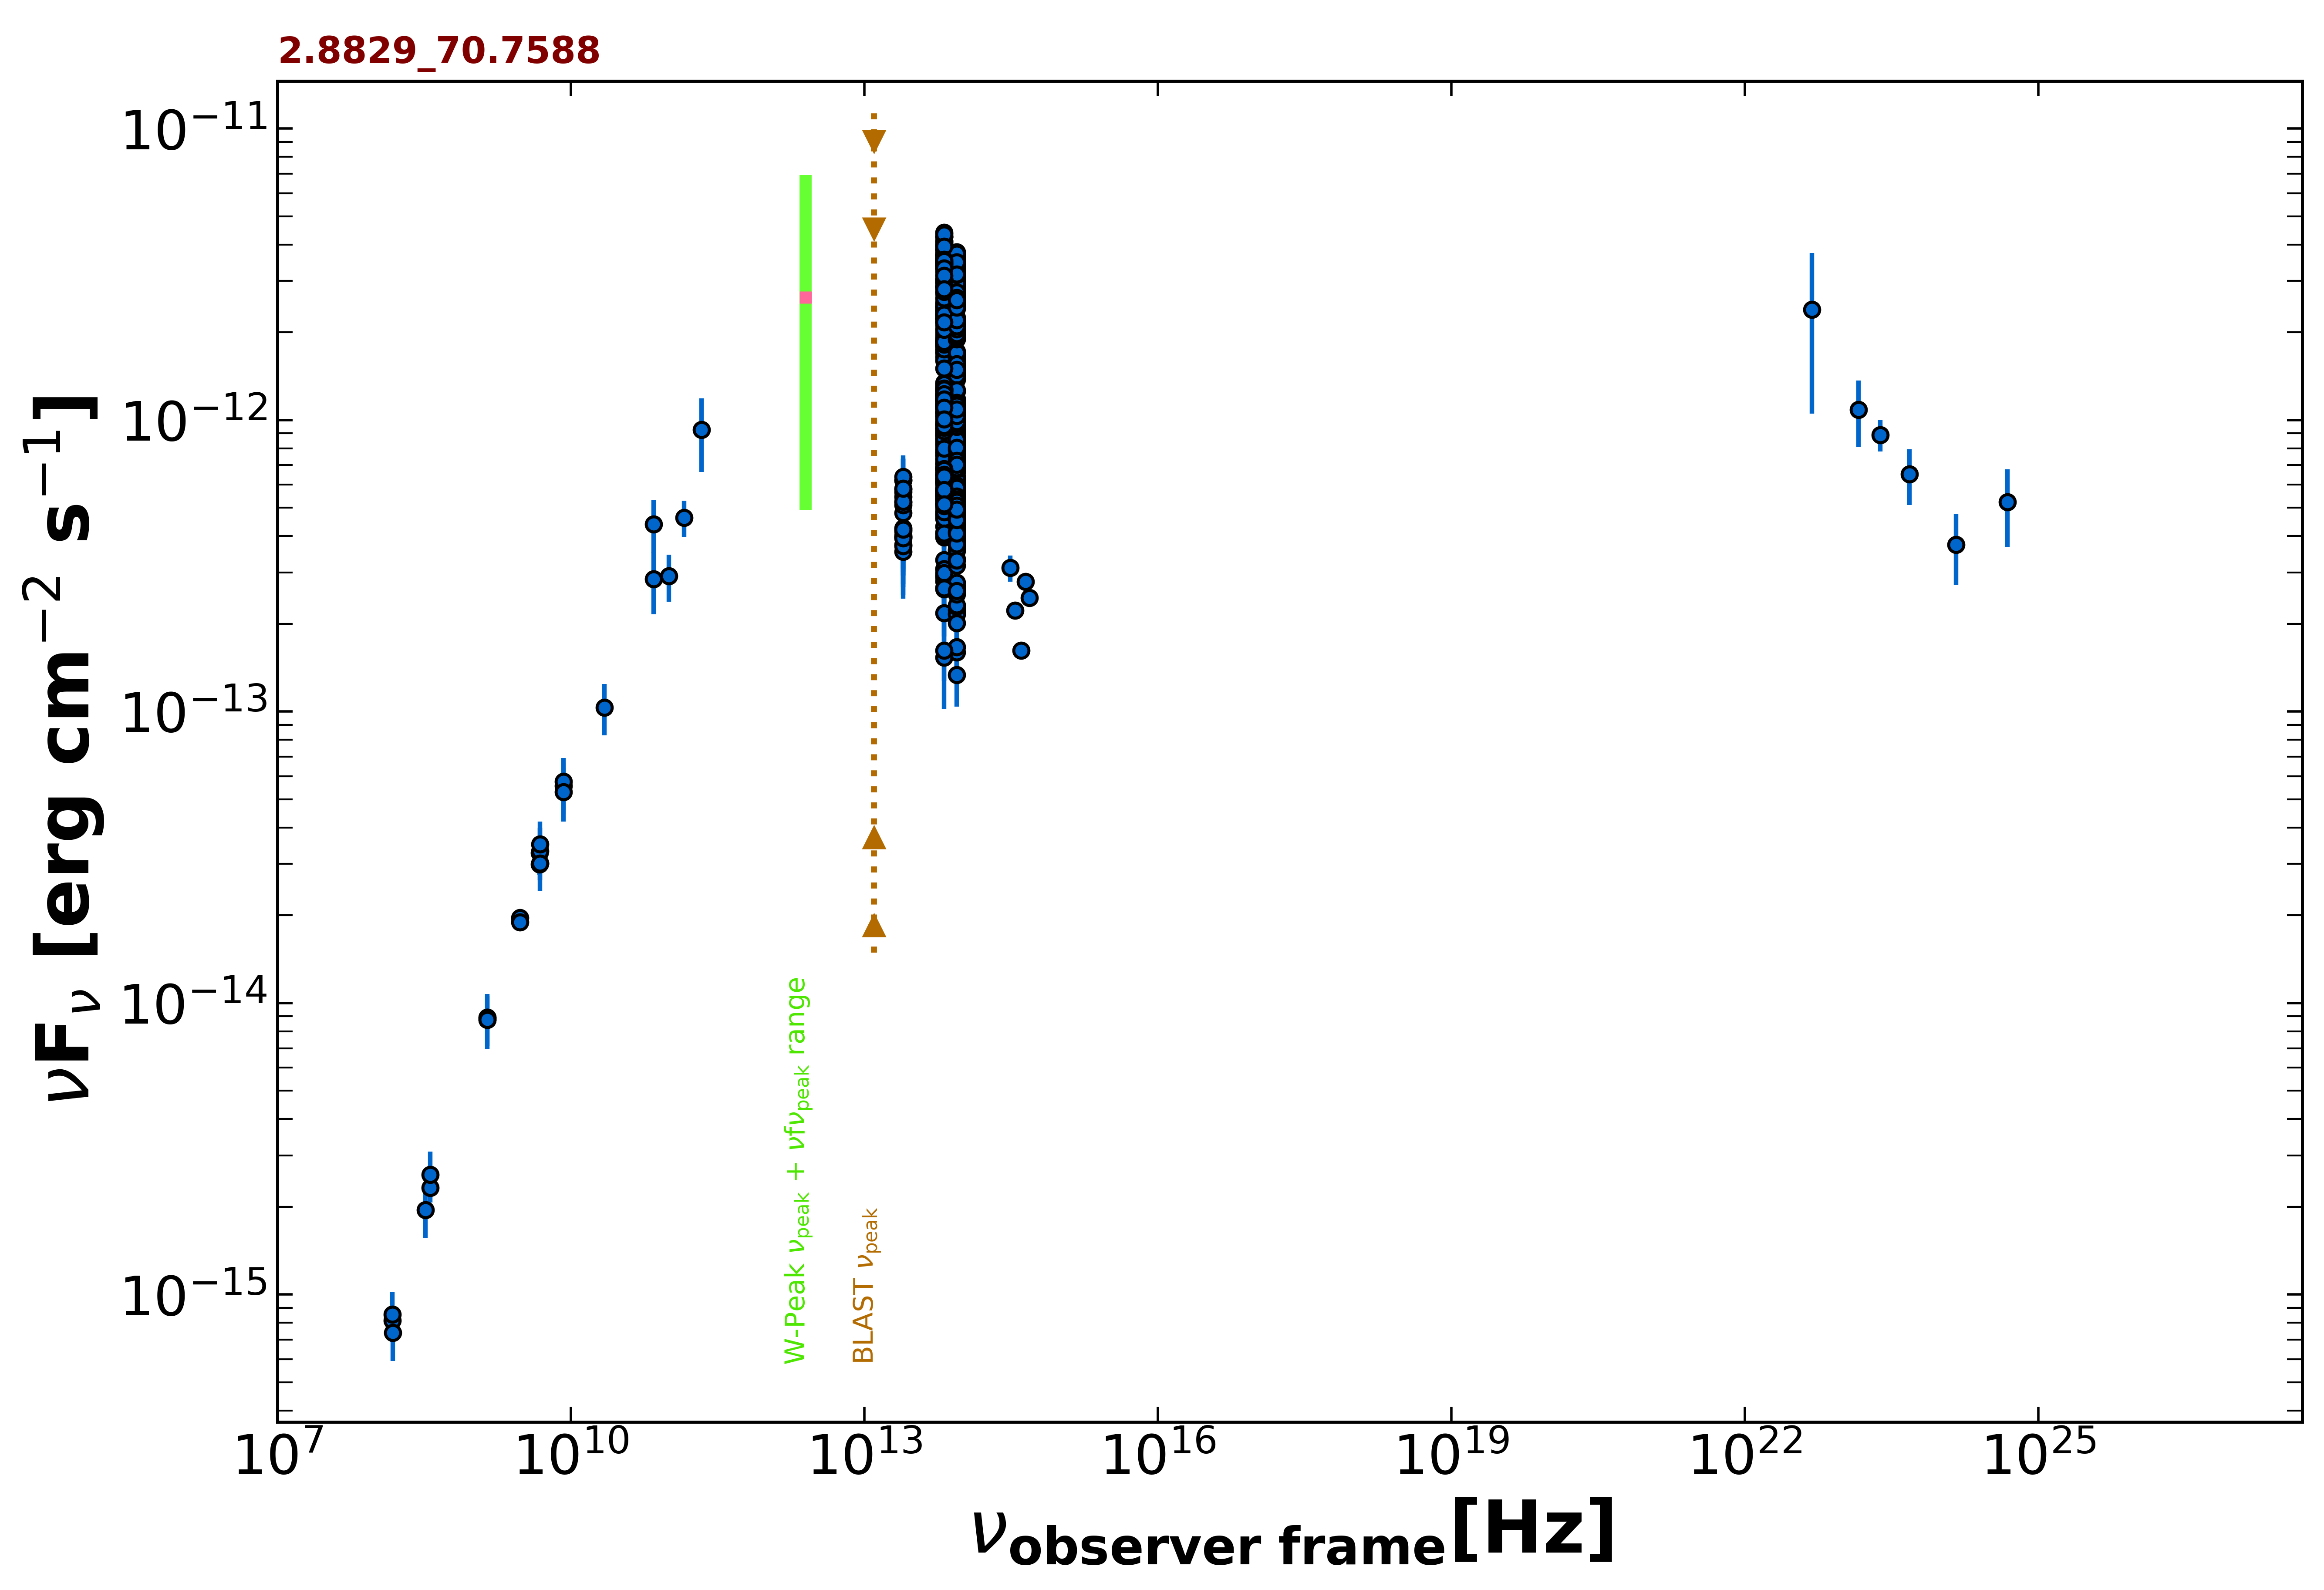 2.8829_70.7588
10⁻¹¹
10⁻¹²
10⁻¹³
10⁻¹⁴
10⁻¹⁵
νFν [erg cm⁻² s⁻¹]
W-Peak νpeak + νfνpeak range
BLAST νpeak
10⁷ 10¹⁰ 10¹³ 10¹⁶ 10¹⁹ 10²² 10²⁵
νobserver frame[Hz]